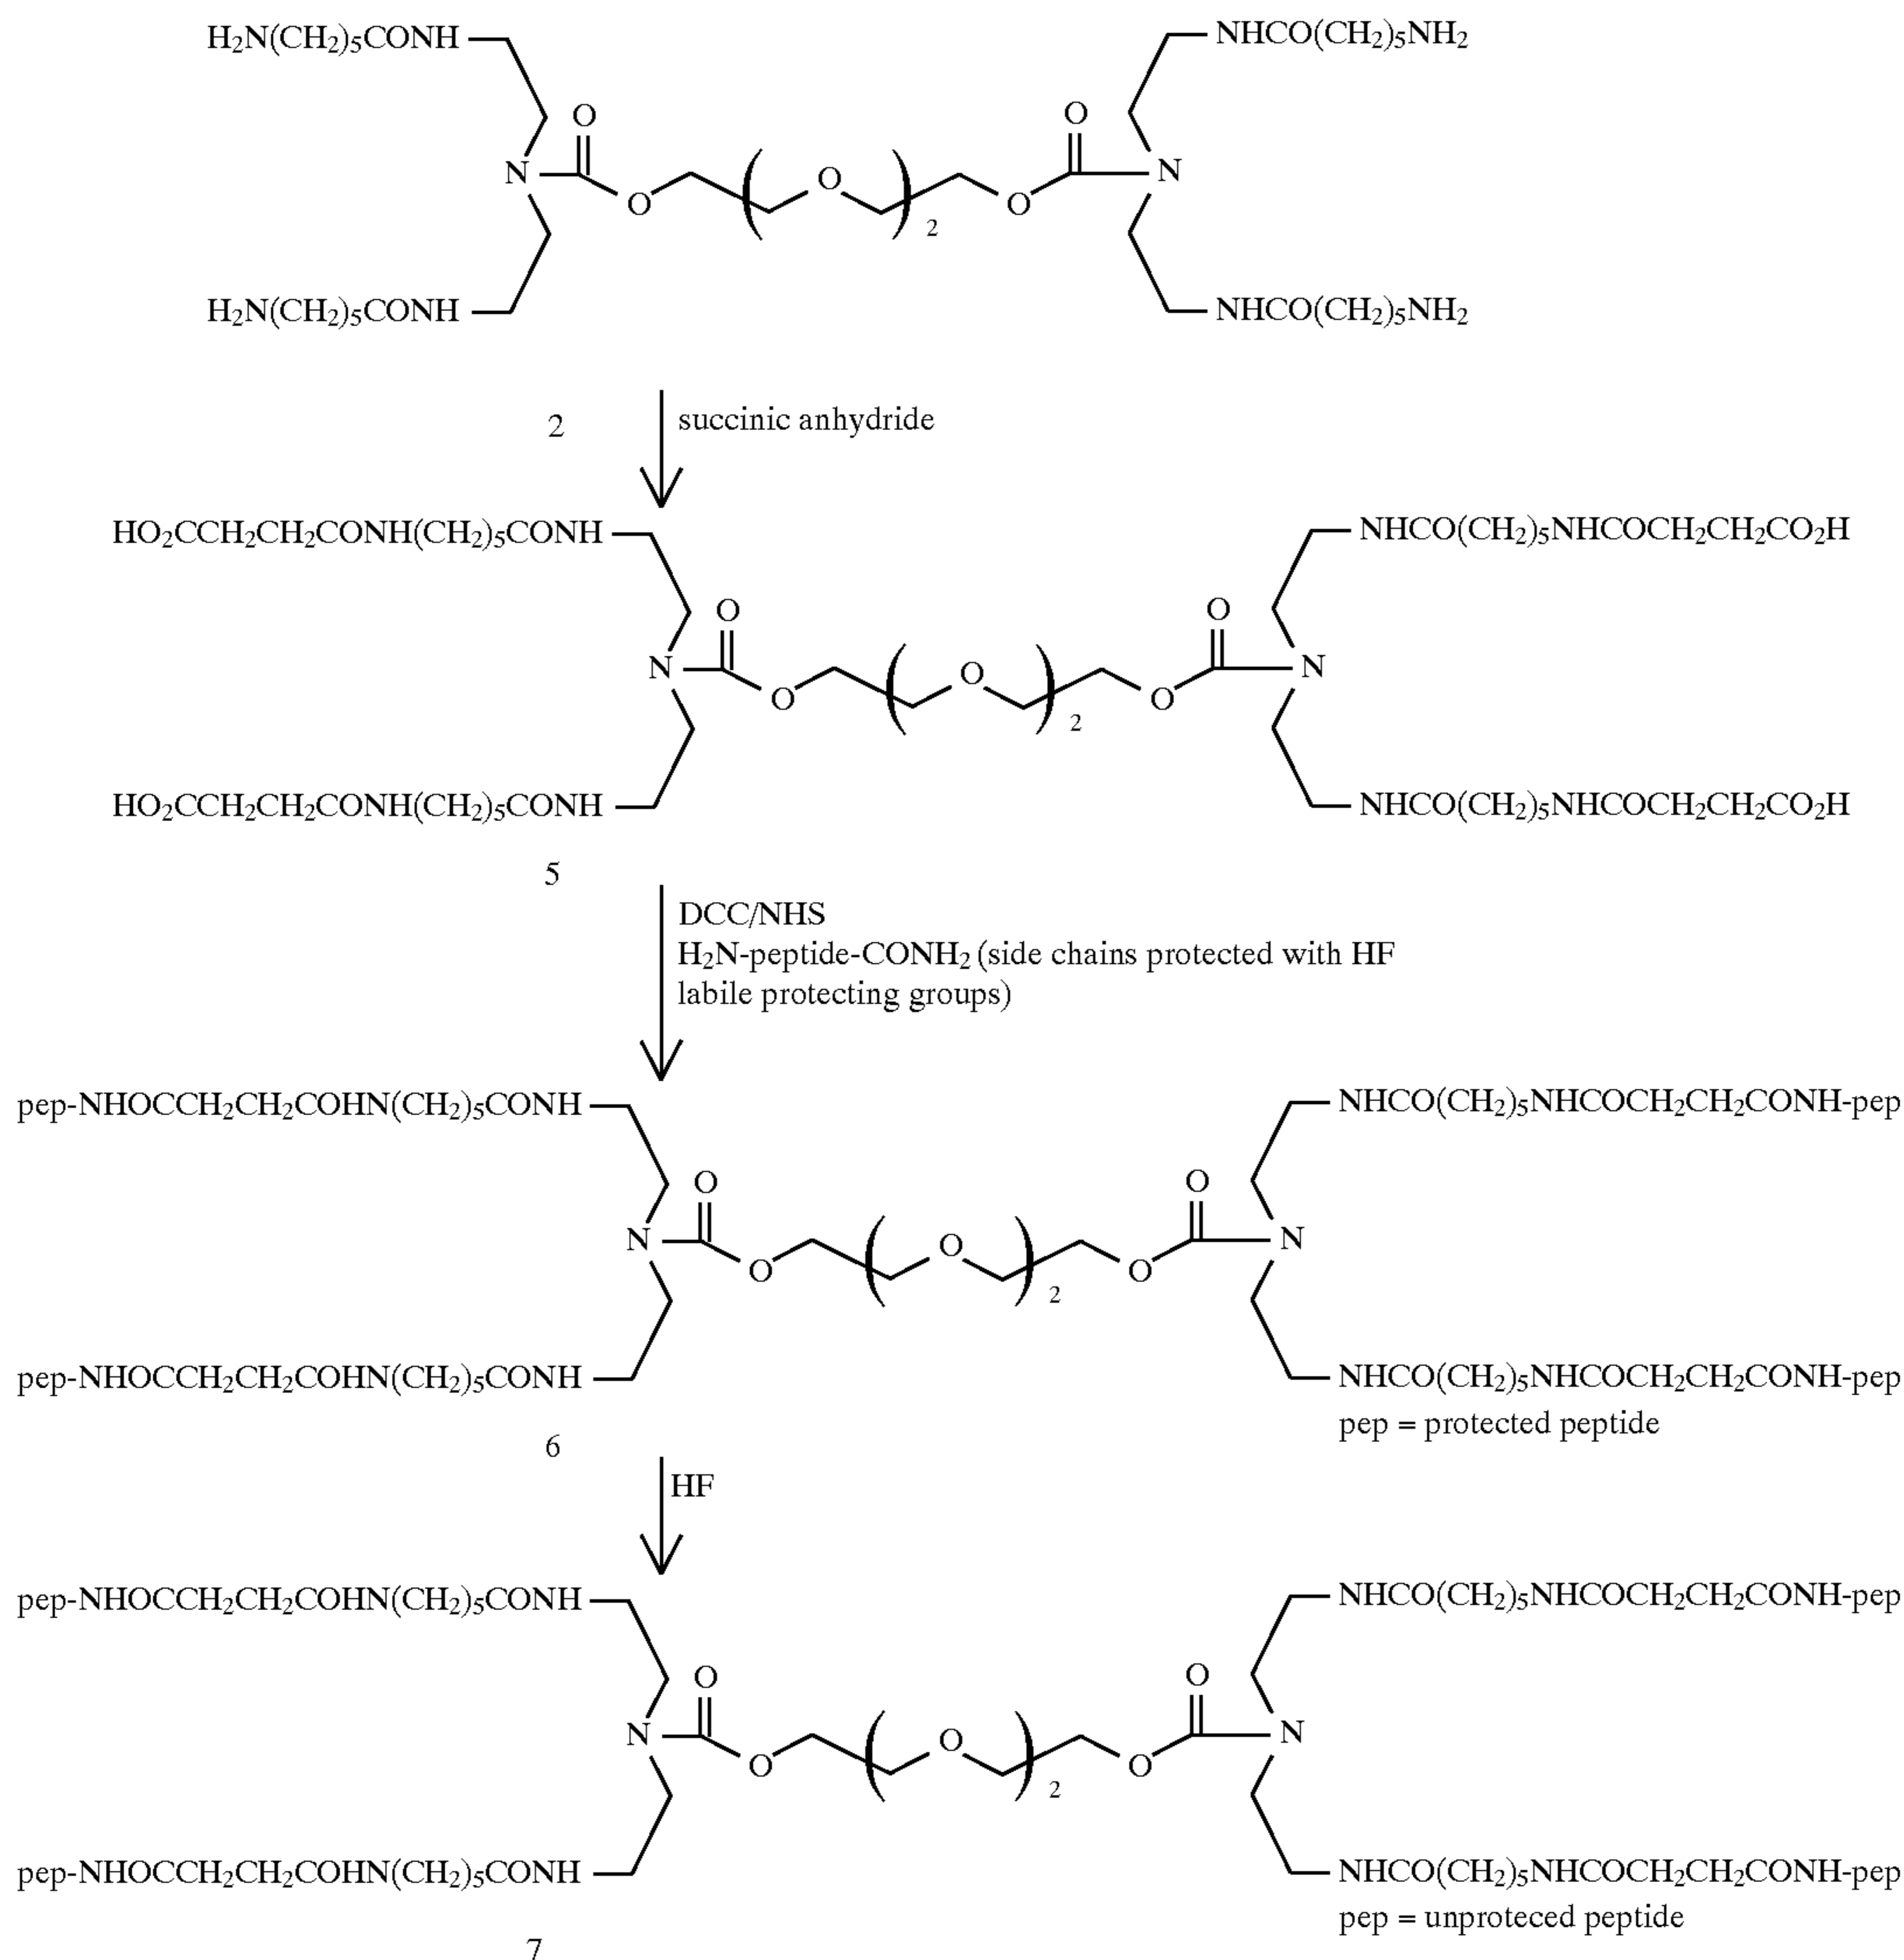 H₂N(CH₂)₅CONH NHCO(CH₂)₅NH₂
O O
N N
O ( O )₂ O
H₂N(CH₂)₅CONH NHCO(CH₂)₅NH₂
2 succinic anhydride
HO₂CCH₂CH₂CONH(CH₂)₅CONH NHCO(CH₂)₅NHCOCH₂CH₂CO₂H
O O
N N
O ( O )₂ O
HO₂CCH₂CH₂CONH(CH₂)₅CONH NHCO(CH₂)₅NHCOCH₂CH₂CO₂H
5
DCC/NHS
H₂N-peptide-CONH₂ (side chains protected with HF
labile protecting groups)
pep-NHOCCH₂CH₂COHN(CH₂)₅CONH NHCO(CH₂)₅NHCOCH₂CH₂CONH-pep
O O
N N
O ( O )₂ O
pep-NHOCCH₂CH₂COHN(CH₂)₅CONH NHCO(CH₂)₅NHCOCH₂CH₂CONH-pep
pep = protected peptide
6
HF
pep-NHOCCH₂CH₂COHN(CH₂)₅CONH NHCO(CH₂)₅NHCOCH₂CH₂CONH-pep
O O
N N
O ( O )₂ O
pep-NHOCCH₂CH₂COHN(CH₂)₅CONH NHCO(CH₂)₅NHCOCH₂CH₂CONH-pep
pep = unproteced peptide
7